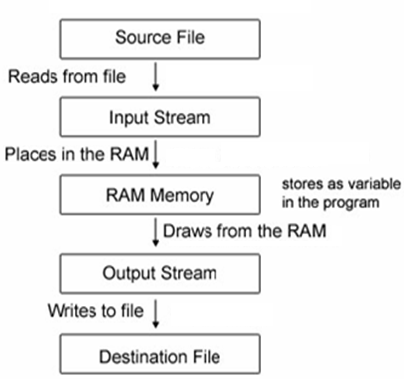 Source File
Reads from file
Input Stream
Places in the RAM
RAM Memory
stores as variable
in the program
Draws from the RAM
Output Stream
Writes to file
Destination File